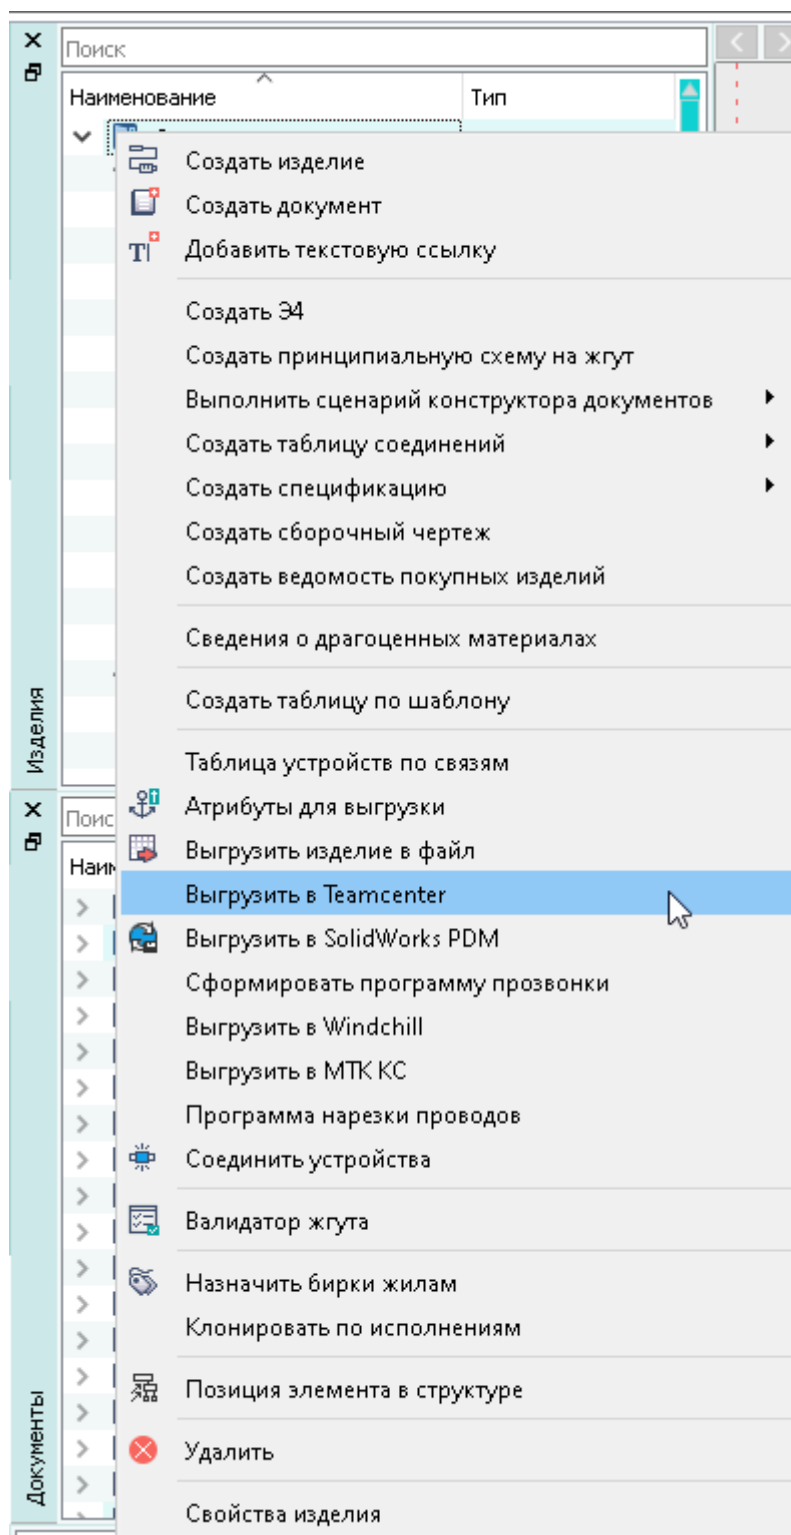 Поиск
Наименование Тип
Создать изделие
Создать документ
Добавить текстовую ссылку
Создать Э4
Создать принципиальную схему на жгут
Выполнить сценарий конструктора документов
Создать таблицу соединений
Создать спецификацию
Создать сборочный чертеж
Создать ведомость покупных изделий
Сведения о драгоценных материалах
Создать таблицу по шаблону
Таблица устройств по связям
Изделия
Поис
Атрибуты для выгрузки
Выгрузить изделие в файл
Наим
Выгрузить в Teamcenter
Выгрузить в SolidWorks PDM
Сформировать программу прозвонки
Выгрузить в Windchill
Выгрузить в МТК КС
Программа нарезки проводов
Соединить устройства
Валидатор жгута
Назначить бирки жилам
Клонировать по исполнениям
Позиция элемента в структуре
Документы
Удалить
Свойства изделия